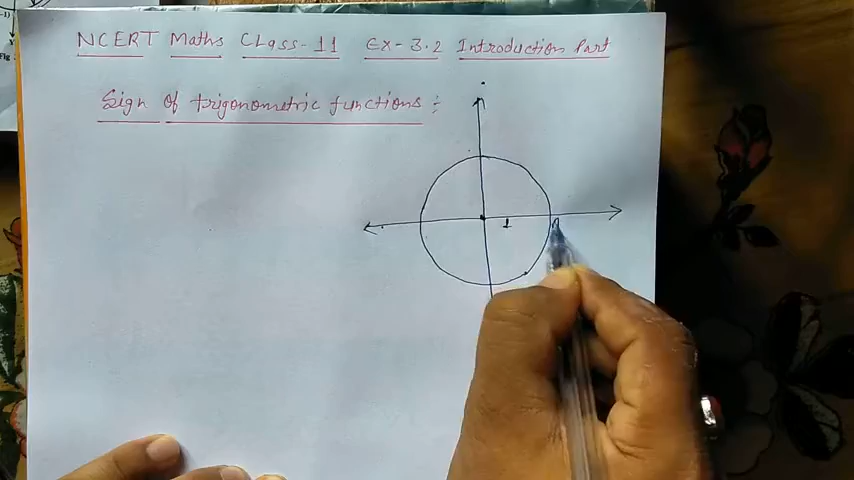 NCERT Maths CLass-11 Ex-3.2 Introduction Part
Sign of trigonometric functions :
1
A